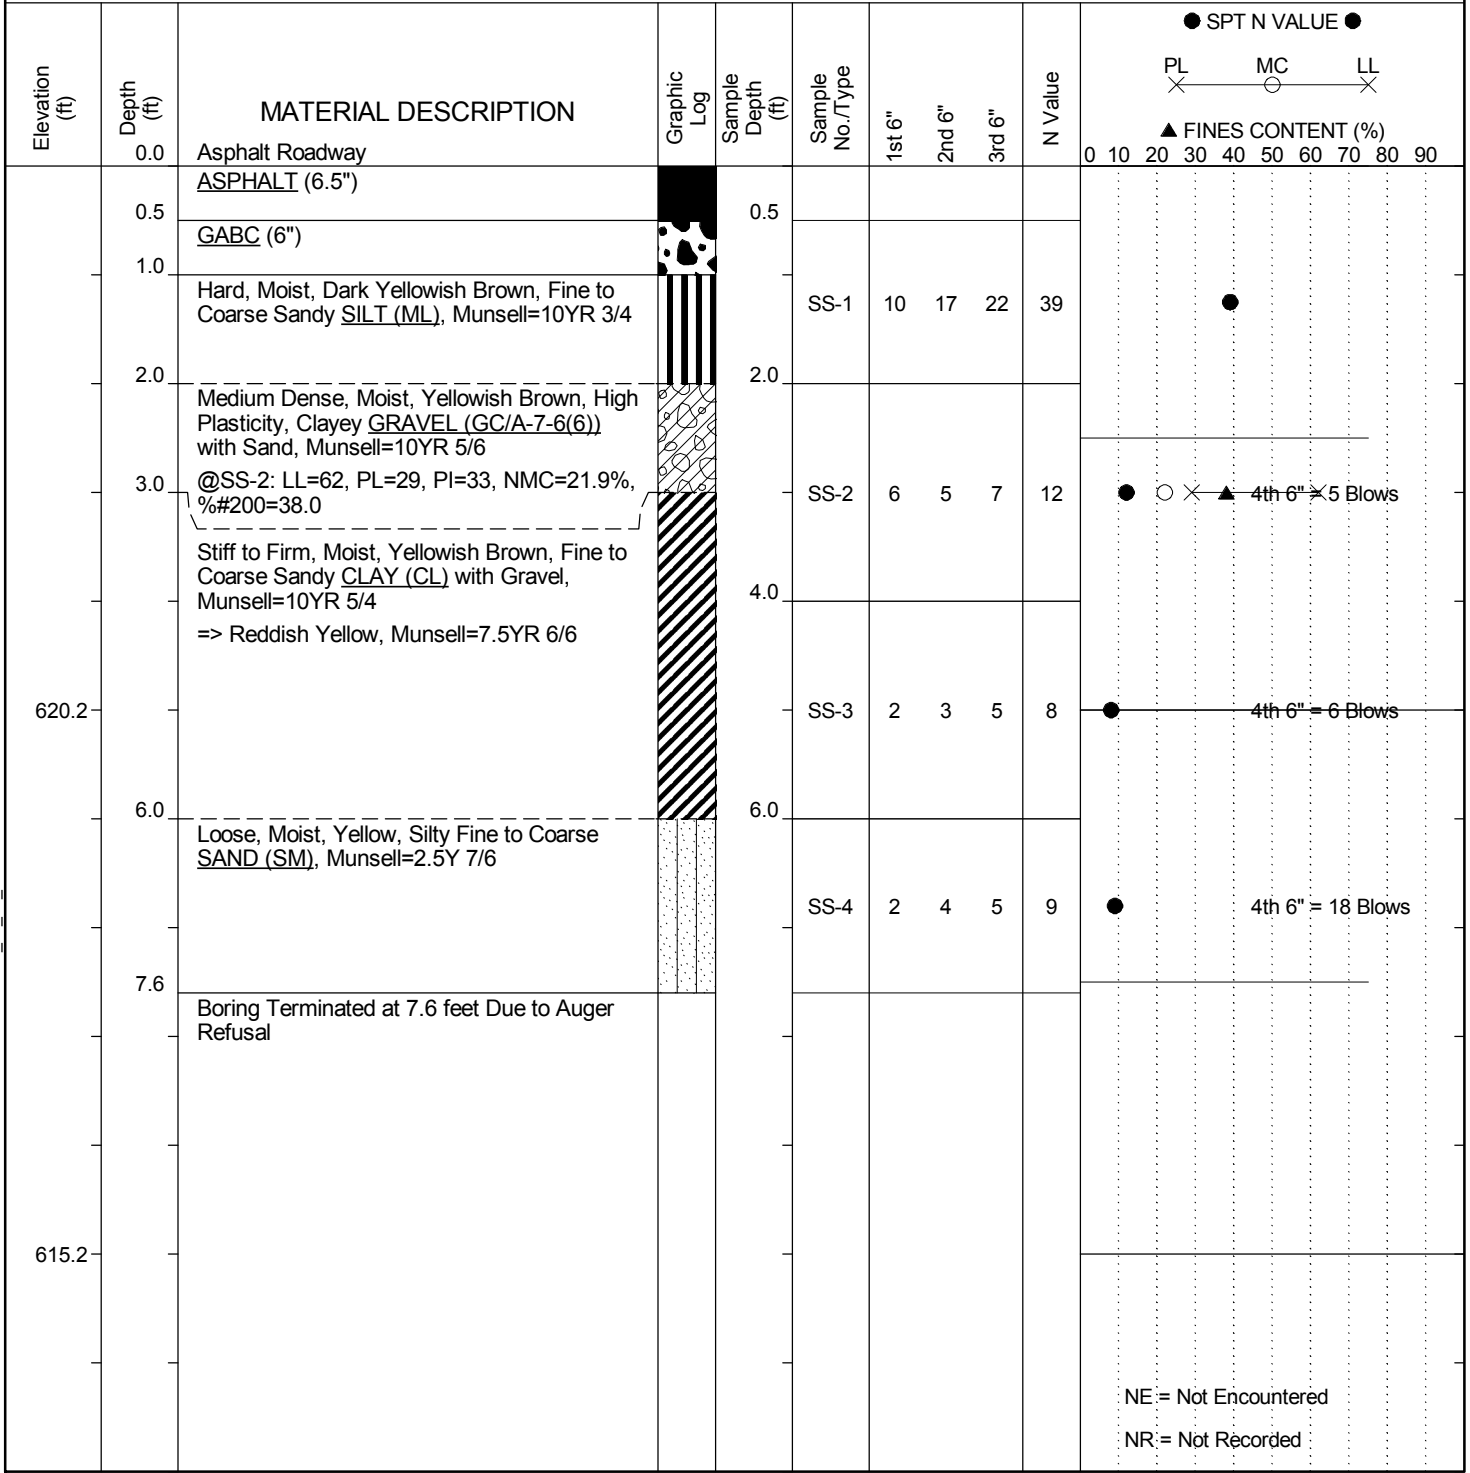 ● SPT N VALUE ●
PL MC LL
▲ FINES CONTENT (%)
0 10 20 30 40 50 60 70 80 90
Elevation
(ft)
Depth
(ft)
MATERIAL DESCRIPTION
Graphic
Log
Sample
Depth
(ft)
Sample
No./Type
1st 6"
2nd 6"
3rd 6"
N Value
0.0 Asphalt Roadway
ASPHALT (6.5")
0.5 0.5
GABC (6")
1.0
Hard, Moist, Dark Yellowish Brown, Fine to
Coarse Sandy SILT (ML), Munsell=10YR 3/4
SS-1 10 17 22 39
2.0 2.0
Medium Dense, Moist, Yellowish Brown, High
Plasticity, Clayey GRAVEL (GC/A-7-6(6))
with Sand, Munsell=10YR 5/6
@SS-2: LL=62, PL=29, PI=33, NMC=21.9%,
%#200=38.0
3.0 SS-2 6 5 7 12 4th 6" = 5 Blows
Stiff to Firm, Moist, Yellowish Brown, Fine to
Coarse Sandy CLAY (CL) with Gravel,
Munsell=10YR 5/4
4.0
=> Reddish Yellow, Munsell=7.5YR 6/6
620.2 SS-3 2 3 5 8 4th 6" = 6 Blows
6.0 6.0
Loose, Moist, Yellow, Silty Fine to Coarse
SAND (SM), Munsell=2.5Y 7/6
SS-4 2 4 5 9 4th 6" = 18 Blows
7.6
Boring Terminated at 7.6 feet Due to Auger
Refusal
615.2
NE = Not Encountered
NR = Not Recorded